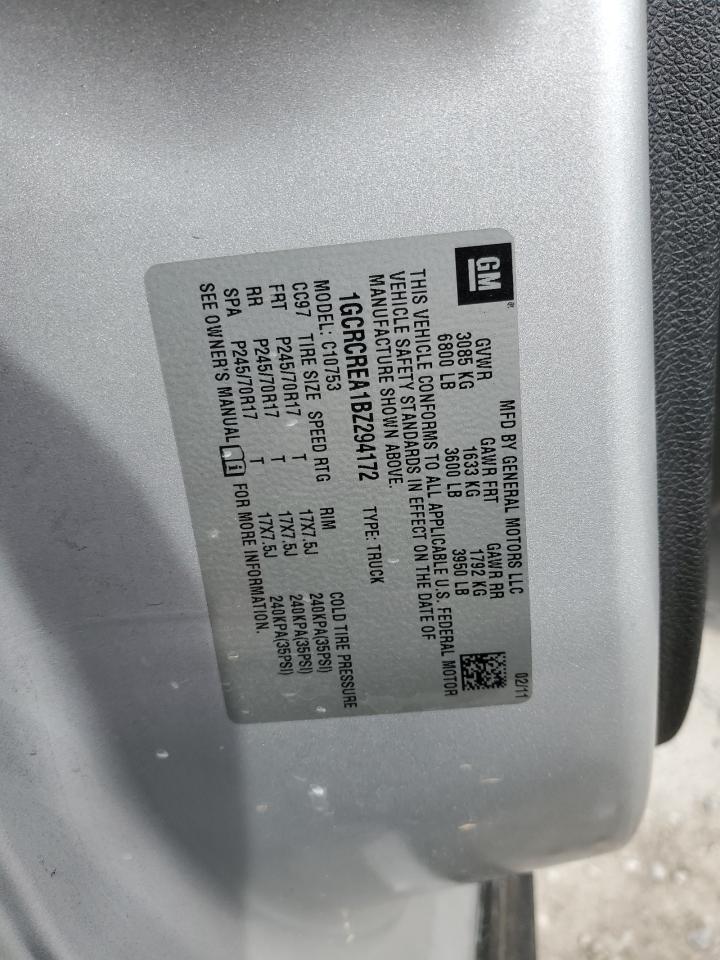 GM®
MFD BY GENERAL MOTORS LLC 02/11
GVWR GAWR FRT GAWR RR
3085 KG 1633 KG 1792 KG
6800 LB 3600 LB 3950 LB
THIS VEHICLE CONFORMS TO ALL APPLICABLE U.S. FEDERAL MOTOR
VEHICLE SAFETY STANDARDS IN EFFECT ON THE DATE OF
MANUFACTURE SHOWN ABOVE.
1GCRCREA1BZ294172 TYPE: TRUCK
MODEL: C10753
CC97 TIRE SIZE SPEED RTG RIM COLD TIRE PRESSURE
FRT P245/70R17 T 17X7.5J 240KPA(35PSI)
RR P245/70R17 T 17X7.5J 240KPA(35PSI)
SPA P245/70R17 T 17X7.5J 240KPA(35PSI)
SEE OWNER'S MANUAL FOR MORE INFORMATION.